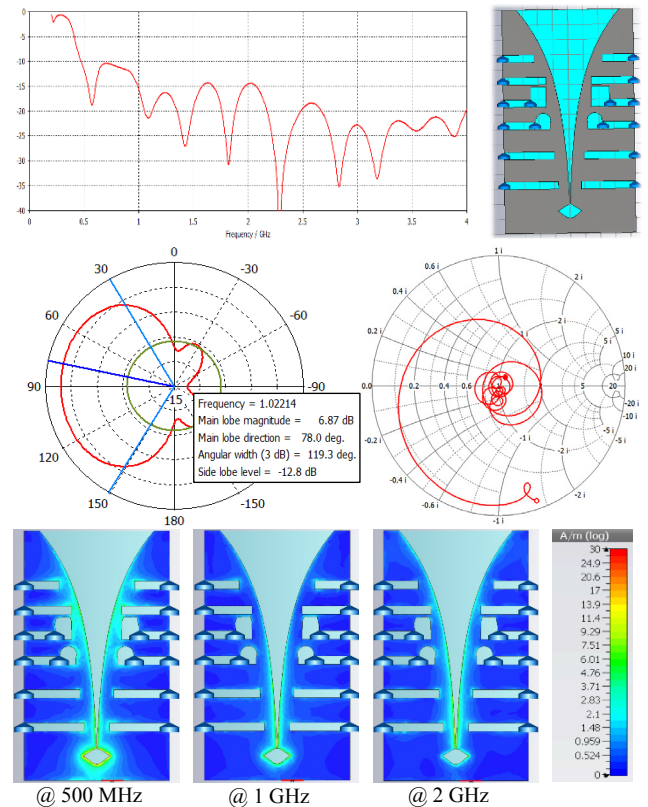 0
-5
-10
-15
-20
-25
-30
-35
-40
0 0.5 1 1.5 2 2.5 3 3.5 4
Frequency / GHz
0
30 -30
60 -60
90 -90
-15
120
150 -150
180
Frequency = 1.02214
Main lobe magnitude = 6.87 dB
Main lobe direction = 78.0 deg.
Angular width (3 dB) = 119.3 deg.
Side lobe level = -12.8 dB
1 i
0.6 i
2 i
0.4 i
0.2 i
5 i
10 i
20 i
0.0 0.2 0.6 1 5 20
-20 i
-10 i
-5 i
-0.2 i
-0.4 i
-0.6 i
-2 i
-1 i
A/m (log)
30
24.9
20.6
17
13.9
11.4
9.29
7.51
6.01
4.76
3.71
2.83
2.1
1.48
0.959
0.524
0
@ 500 MHz @ 1 GHz @ 2 GHz